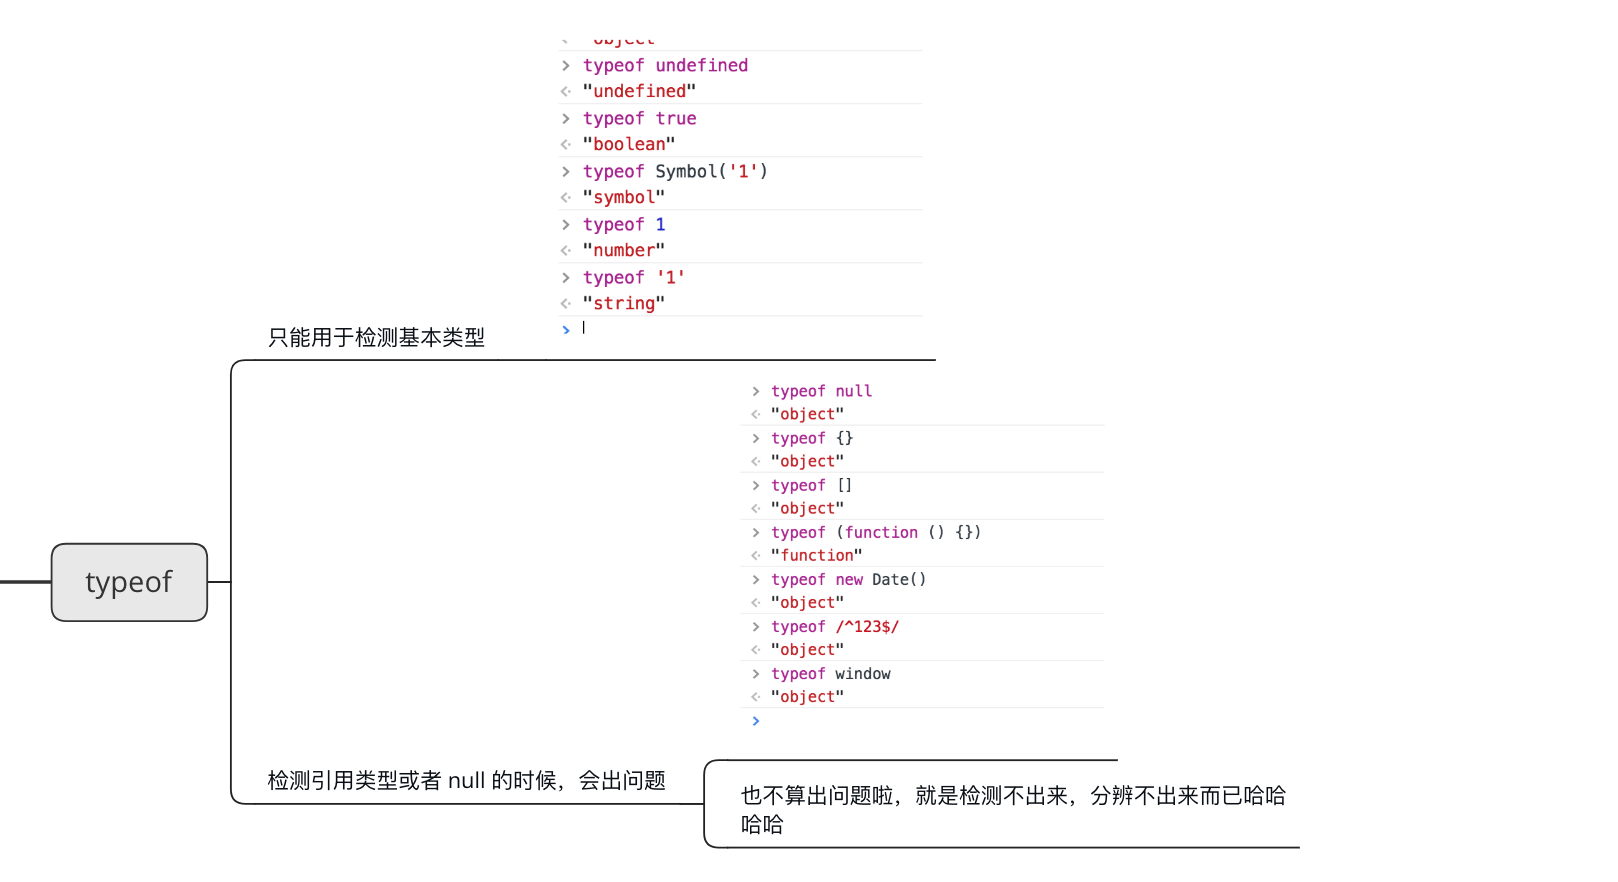 "object"
> typeof undefined
<· "undefined"
> typeof true
<· "boolean"
> typeof Symbol('1')
<· "symbol"
> typeof 1
<· "number"
> typeof '1'
<· "string"
>
只能用于检测基本类型
> typeof null
<· "object"
> typeof {}
<· "object"
> typeof []
<· "object"
> typeof (function () {})
<· "function"
> typeof new Date()
<· "object"
> typeof /^123$/
<· "object"
> typeof window
<· "object"
>
typeof
检测引用类型或者 null 的时候，会出问题
也不算出问题啦，就是检测不出来，分辨不出来而已哈哈
哈哈